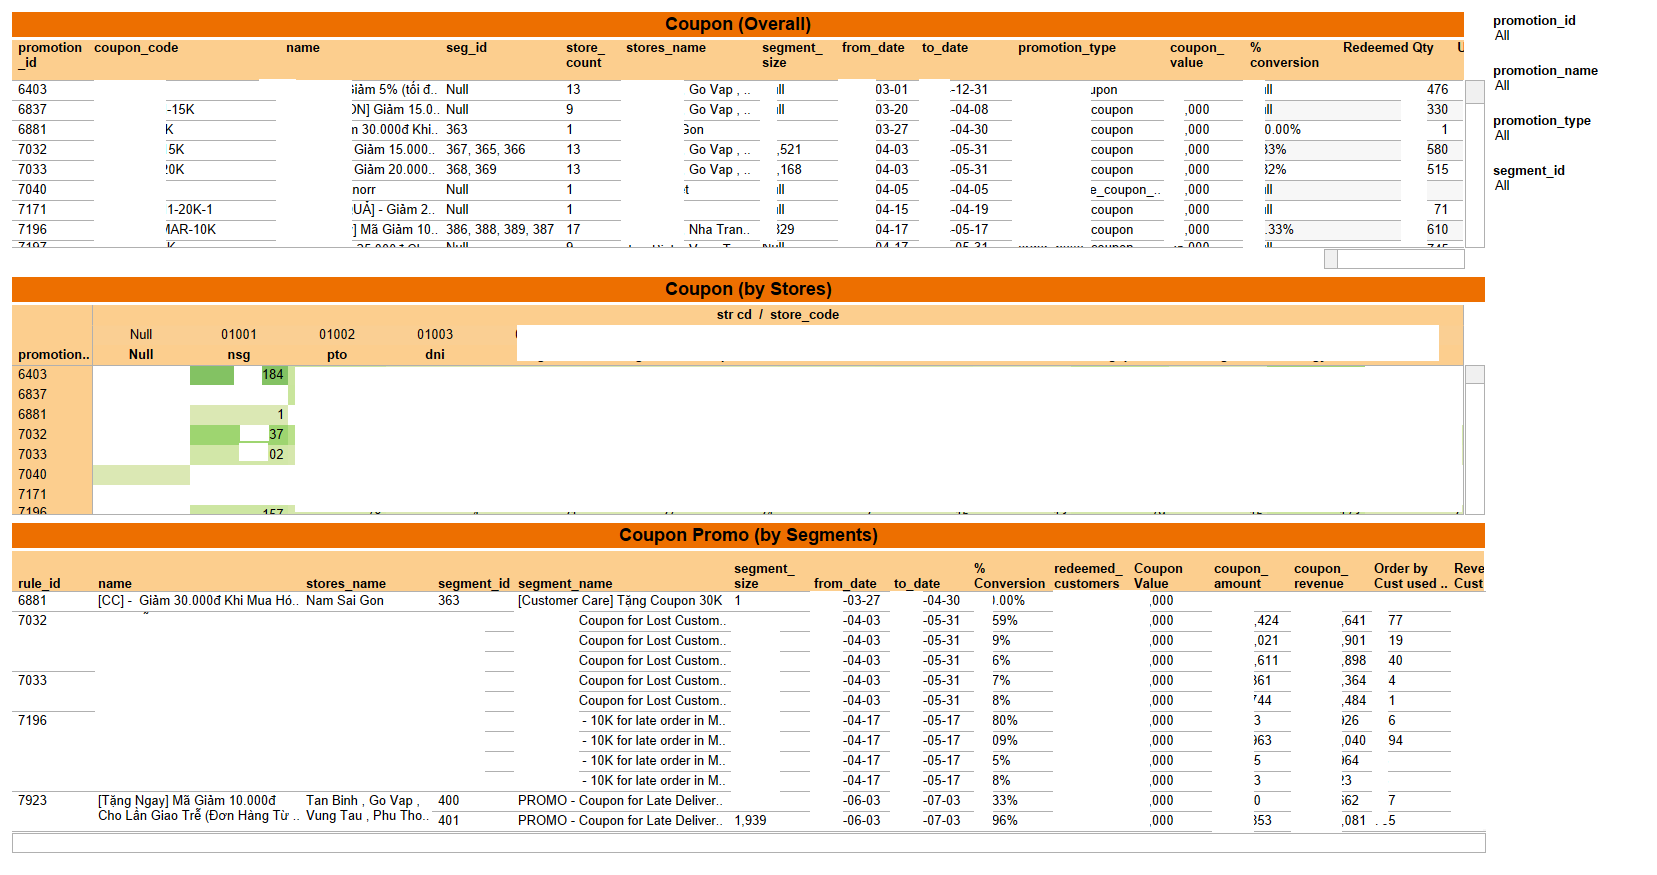 Coupon (Overall)
promotion_id coupon_code name seg_id store_count stores_name segment_size from_date to_date promotion_type coupon_value % conversion Redeemed Qty
6403 5% (tối đ.. Null 13 Go Vap , .. 03-01 -12-31 476
6837 -15K Giảm 15.0.. Null 9 Go Vap , .. 03-20 -04-08 coupon ,000 330
6881 K 30.000đ Khi.. 363 1 03-27 -04-30 coupon ,000 0.00% 1
7032 5K Giảm 15.000.. 367, 365, 366 13 Go Vap , .. ,521 04-03 -05-31 coupon ,000 33% 580
7033 20K Giảm 20.000.. 368, 369 13 Go Vap , .. ,168 04-03 -05-31 coupon ,000 32% 515
7040 norr Null 1 04-05 -04-05 e_coupon_.. ,000
7171 1-20K-1 - Giảm 2.. Null 1 04-15 -04-19 coupon ,000 71
7196 MAR-10K ] Mã Giảm 10.. 386, 388, 389, 387 17 Nha Tran.. 329 04-17 -05-17 coupon ,000 .33% 610
Coupon (by Stores)
str cd / store_code
Null 01001 01002 01003
promotion.. Null nsg pto dni
6403 184
6837
6881 1
7032 37
7033 02
7040
7171
7196 157
Coupon Promo (by Segments)
rule_id name stores_name segment_id segment_name segment_size from_date to_date % Conversion redeemed_customers Coupon Value coupon_amount coupon_revenue Order by Cust used .. Reve Cust
6881 [CC] - Giảm 30.000đ Khi Mua Hó.. Nam Sai Gon 363 [Customer Care] Tặng Coupon 30K 1 -03-27 -04-30 0.00% ,000
7032 Coupon for Lost Custom.. -04-03 -05-31 59% ,000 ,424 ,641 77
Coupon for Lost Custom.. -04-03 -05-31 9% ,000 ,021 ,901 19
Coupon for Lost Custom.. -04-03 -05-31 6% ,000 ,611 ,898 40
7033 Coupon for Lost Custom.. -04-03 -05-31 7% ,000 361 ,364 4
Coupon for Lost Custom.. -04-03 -05-31 8% ,000 744 ,484 1
7196 - 10K for late order in M.. -04-17 -05-17 80% ,000 3 926 6
- 10K for late order in M.. -04-17 -05-17 09% ,000 963 ,040 94
- 10K for late order in M.. -04-17 -05-17 5% ,000 5 964
- 10K for late order in M.. -04-17 -05-17 8% ,000 3 23
7923 [Tặng Ngay] Mã Giảm 10.000đ Tan Binh , Go Vap , 400 PROMO - Coupon for Late Deliver.. -06-03 -07-03 33% ,000 0 662 7
Cho Lần Giao Trễ (Đơn Hàng Từ .. Vung Tau , Phu Tho.. 401 PROMO - Coupon for Late Deliver.. 1,939 -06-03 -07-03 96% ,000 353 ,081 5
promotion_id
All
promotion_name
All
promotion_type
All
segment_id
All